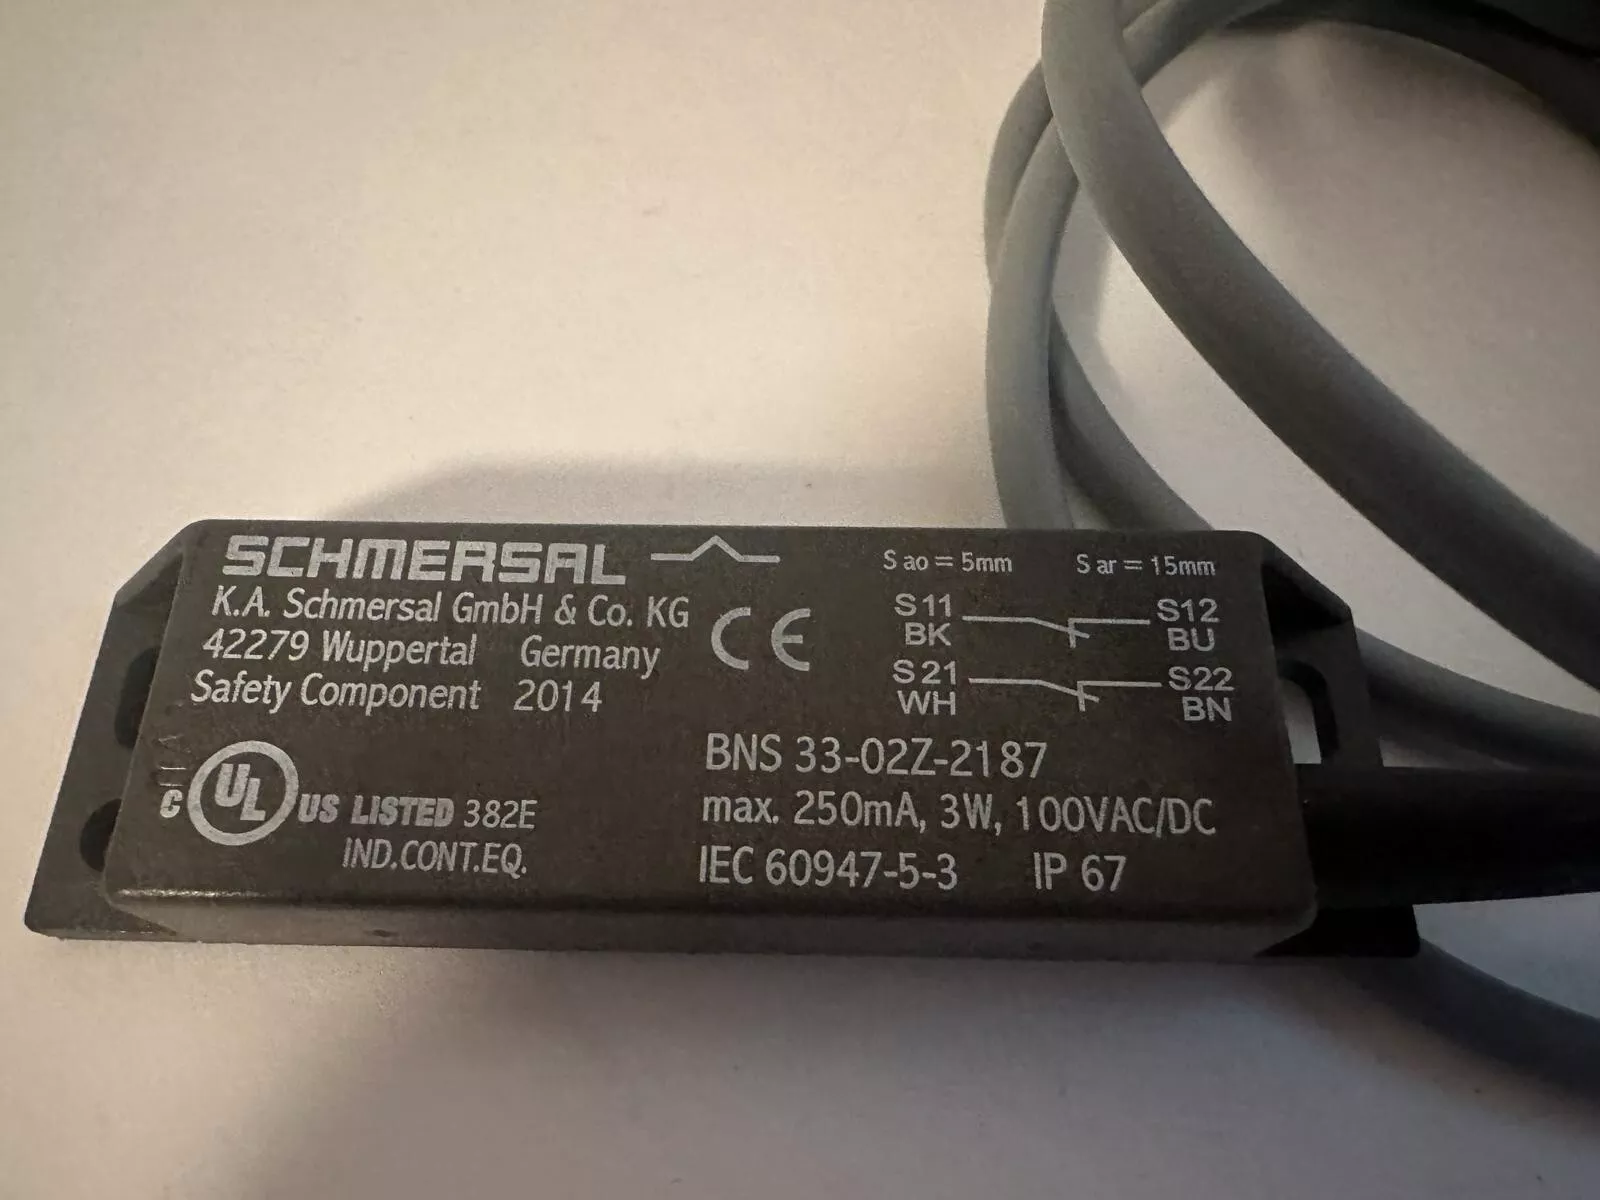 SCHMERSAL
K.A. Schmersal GmbH & Co. KG
42279 Wuppertal Germany
Safety Component 2014
CE
S ao = 5mm S ar = 15mm
S11 S12
BK BU
S21 S22
WH BN
BNS 33-02Z-2187
max. 250mA, 3W, 100VAC/DC
IEC 60947-5-3 IP 67
C UL US LISTED 382E
IND.CONT.EQ.